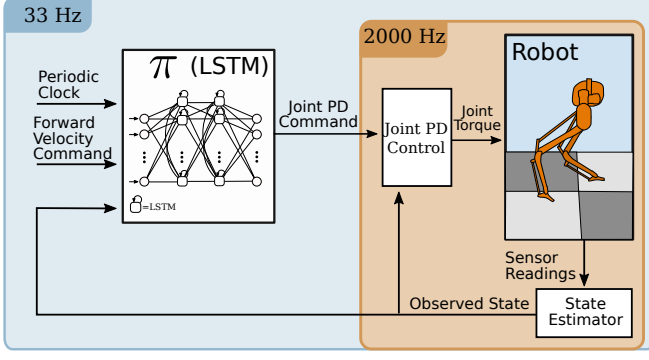 33 Hz
2000 Hz
π (LSTM)
Robot
Periodic
Clock
Forward
Velocity
Command
Joint PD
Command
Joint PD
Control
Joint
Torque
=LSTM
Sensor
Readings
Observed State
State
Estimator